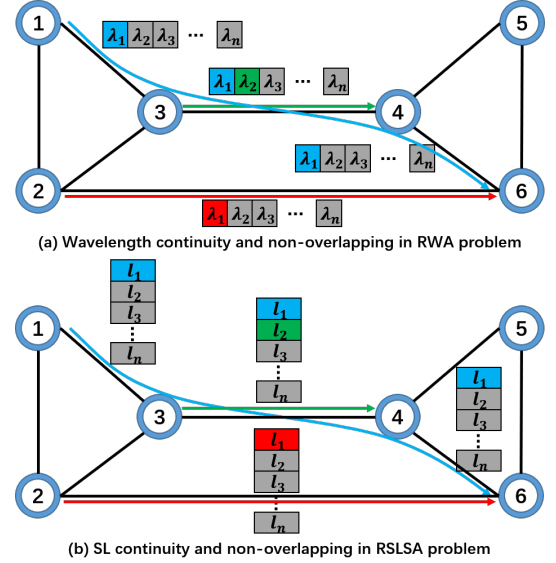 1
5
λ₁ λ₂ λ₃ ··· λₙ
λ₁ λ₂ λ₃ ··· λₙ
3
4
λ₁ λ₂ λ₃ ··· λₙ
2
6
λ₁ λ₂ λ₃ ··· λₙ
(a) Wavelength continuity and non-overlapping in RWA problem
l₁
l₂
l₃
lₙ
1
5
l₁
l₂
l₃
lₙ
3
4
l₁
l₂
l₃
lₙ
l₁
l₂
l₃
lₙ
2
6
(b) SL continuity and non-overlapping in RSLSA problem